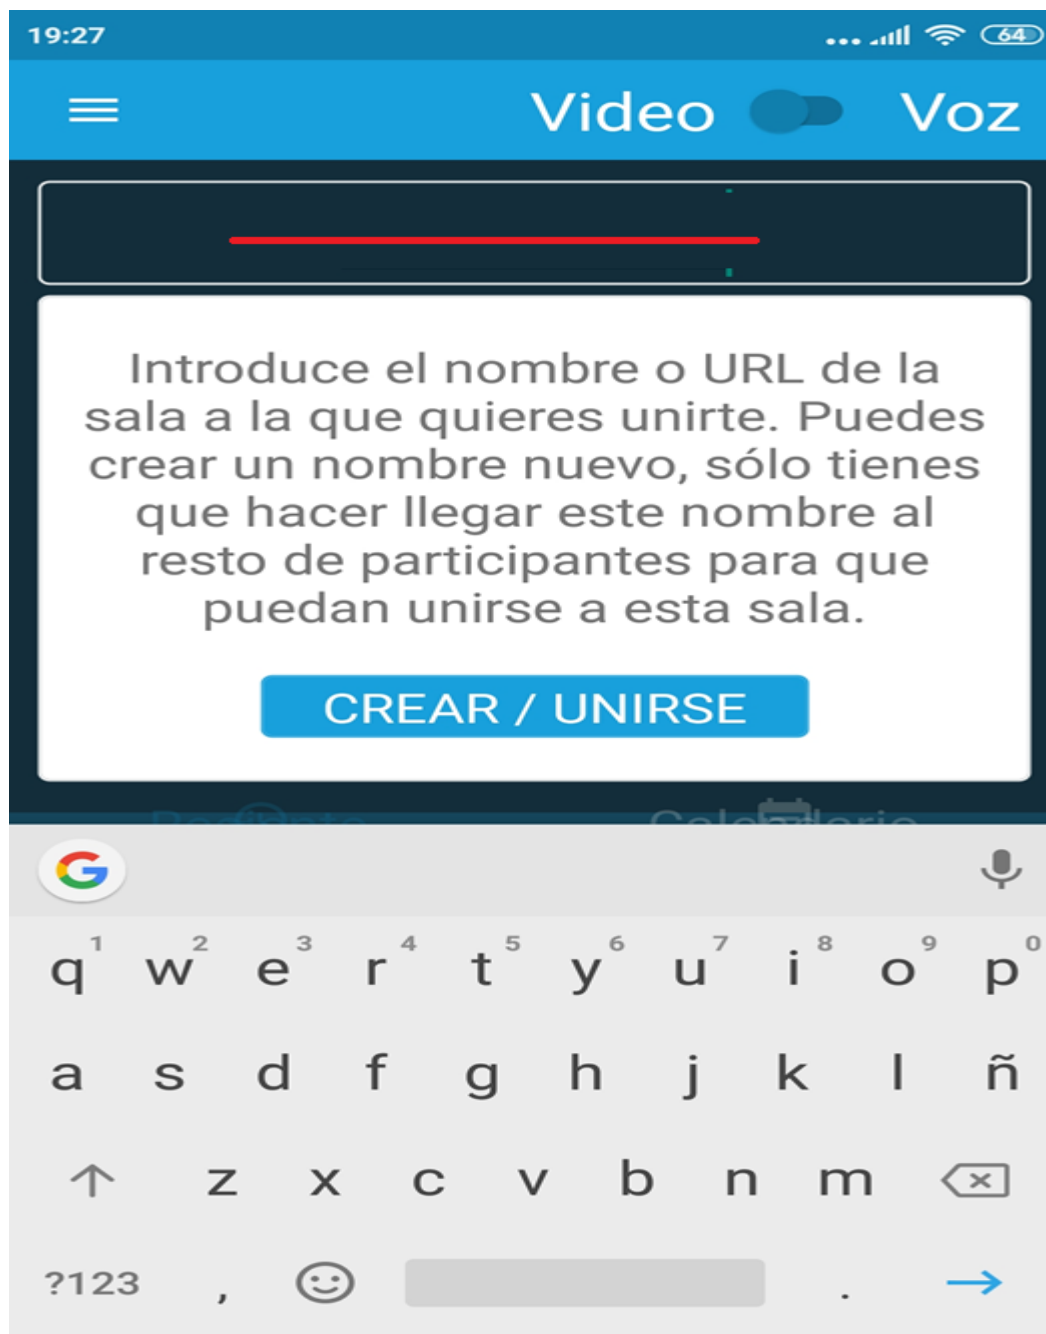 19:27
64
Video Voz
Introduce el nombre o URL de la
sala a la que quieres unirte. Puedes
crear un nombre nuevo, sólo tienes
que hacer llegar este nombre al
resto de participantes para que
puedan unirse a esta sala.
CREAR / UNIRSE
Reciente Calendario
G
1 2 3 4 5 6 7 8 9 0
q w e r t y u i o p
a s d f g h j k l ñ
z x c v b n m
?123 , .